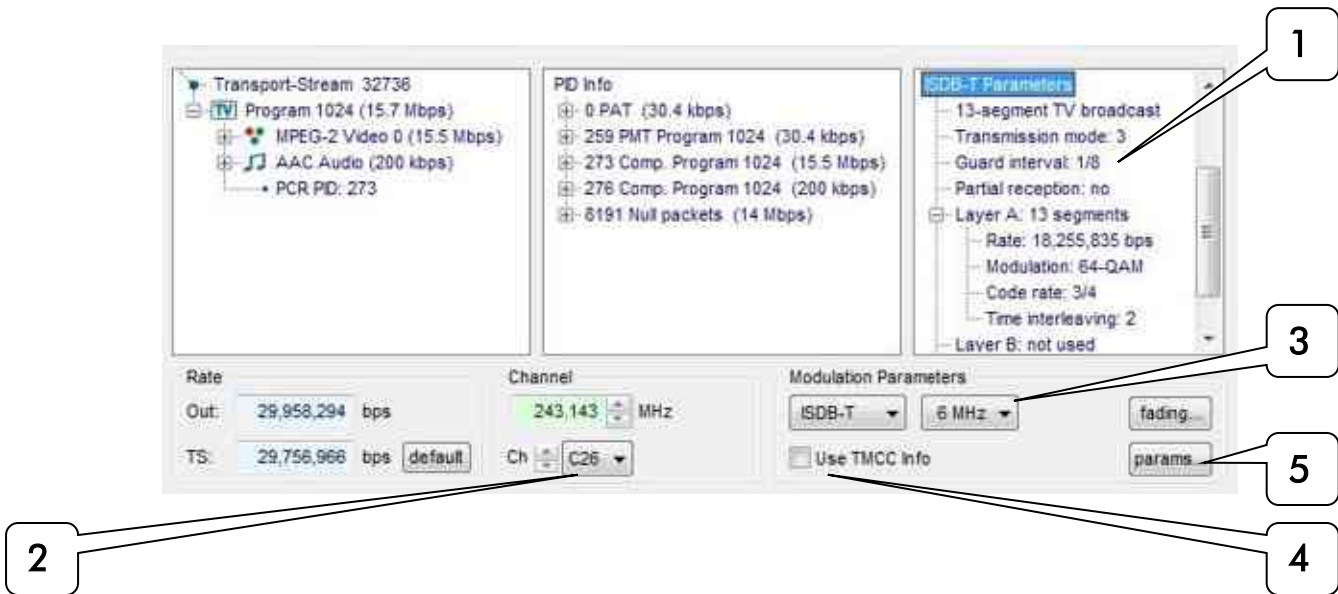 1
Transport-Stream 32736
TV Program 1024 (15.7 Mbps)
MPEG-2 Video 0 (15.5 Mbps)
AAC Audio (200 kbps)
PCR PID: 273
PID Info
0 PAT (30.4 kbps)
259 PMT Program 1024 (30.4 kbps)
273 Comp. Program 1024 (15.5 Mbps)
276 Comp. Program 1024 (200 kbps)
8191 Null packets (14 Mbps)
ISDB-T Parameters
13-segment TV broadcast
Transmission mode: 3
Guard interval: 1/8
Partial reception: no
Layer A: 13 segments
Rate: 18,255,835 bps
Modulation: 64-QAM
Code rate: 3/4
Time interleaving: 2
Layer B: not used
3
Rate
Out: 29,958,294 bps
TS: 29,756,966 bps default
Channel
243,143 MHz
Ch C26
Modulation Parameters
ISDB-T 6 MHz fading...
Use TMCC Info params...
5
2
4